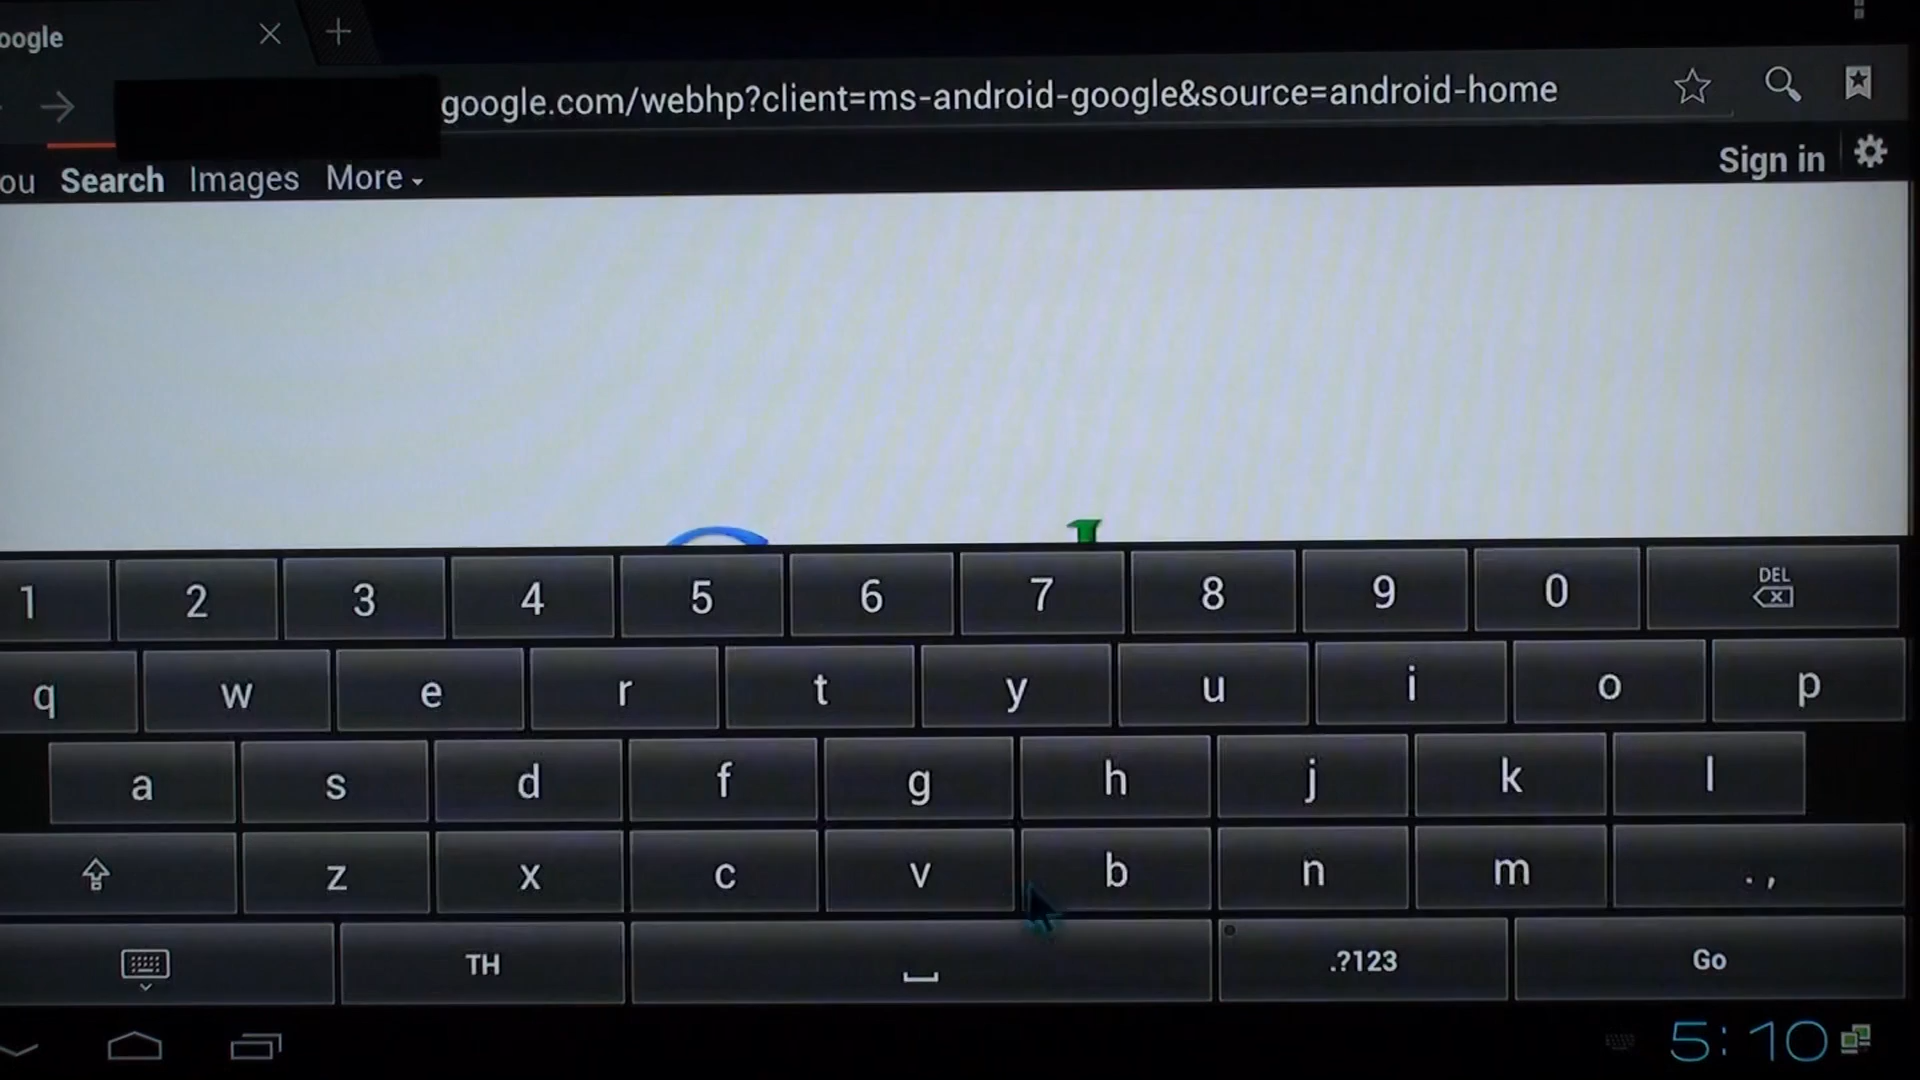 oogle
google.com/webhp?client=ms-android-google&source=android-home
ou Search Images More
Sign in
1 2 3 4 5 6 7 8 9 0 DEL
q w e r t y u i o p
a s d f g h j k l
z x c v b n m . ,
TH .?123 Go
5:10